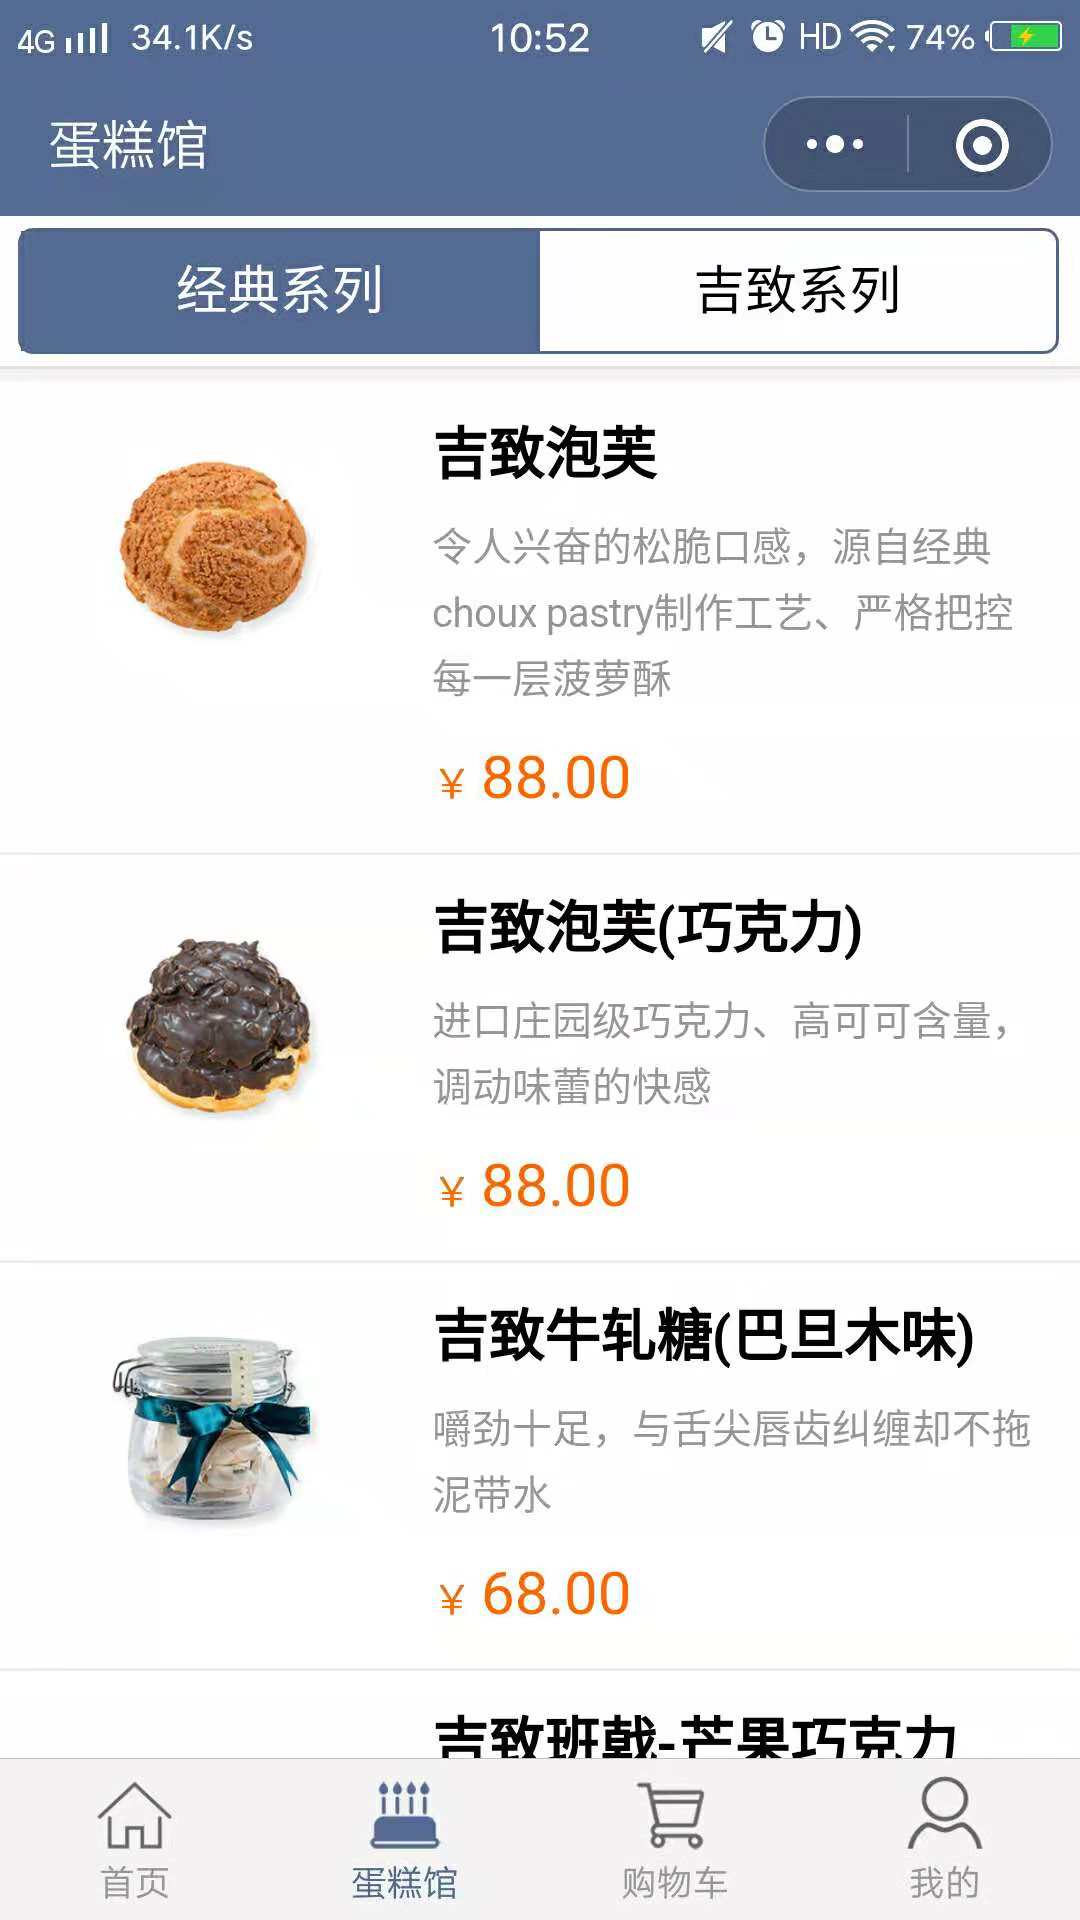 4G 34.1K/s 10:52 HD 74%
蛋糕馆
经典系列 吉致系列
吉致泡芙
令人兴奋的松脆口感，源自经典
choux pastry制作工艺、严格把控
每一层菠萝酥
¥ 88.00
吉致泡芙(巧克力)
进口庄园级巧克力、高可可含量，
调动味蕾的快感
¥ 88.00
吉致牛轧糖(巴旦木味)
嚼劲十足，与舌尖唇齿纠缠却不拖
泥带水
¥ 68.00
吉致班戟-芒果巧克力
首页 蛋糕馆 购物车 我的